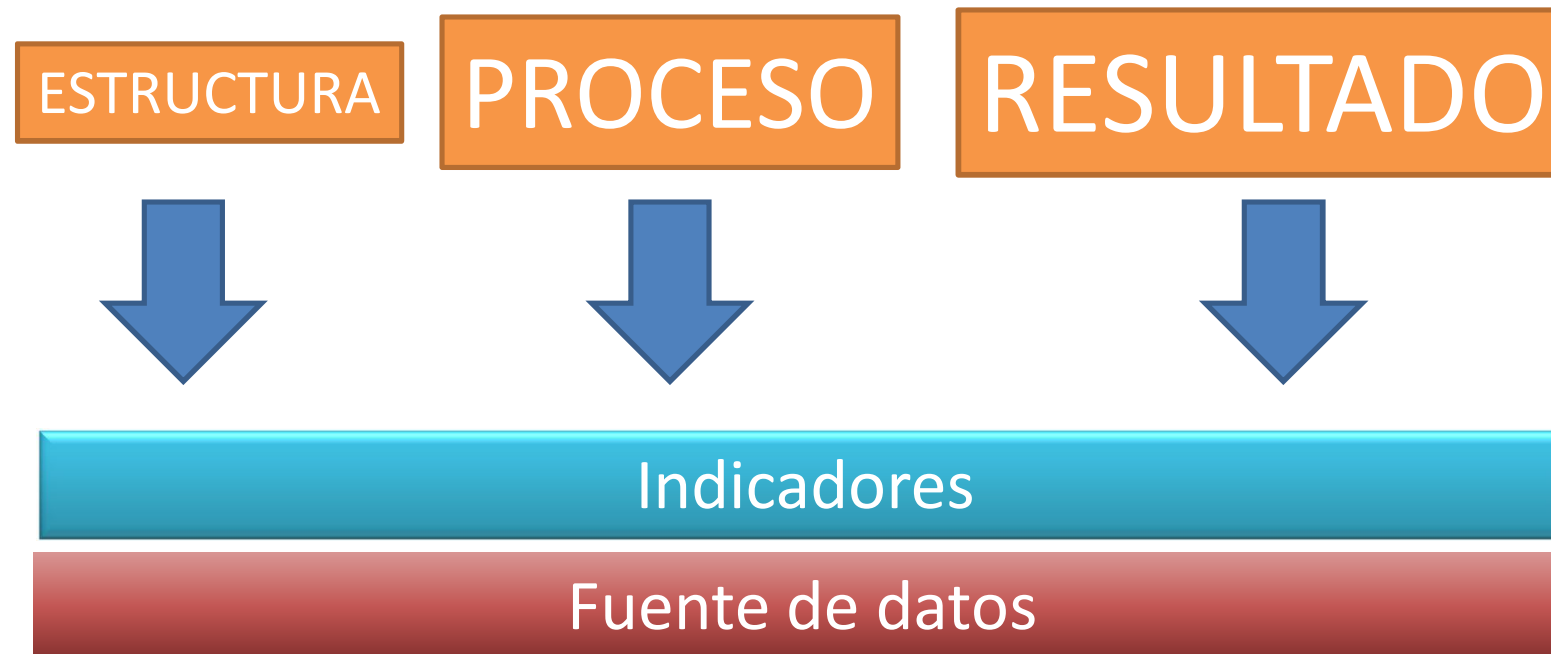 ESTRUCTURA
PROCESO
RESULTADO
Indicadores
Fuente de datos